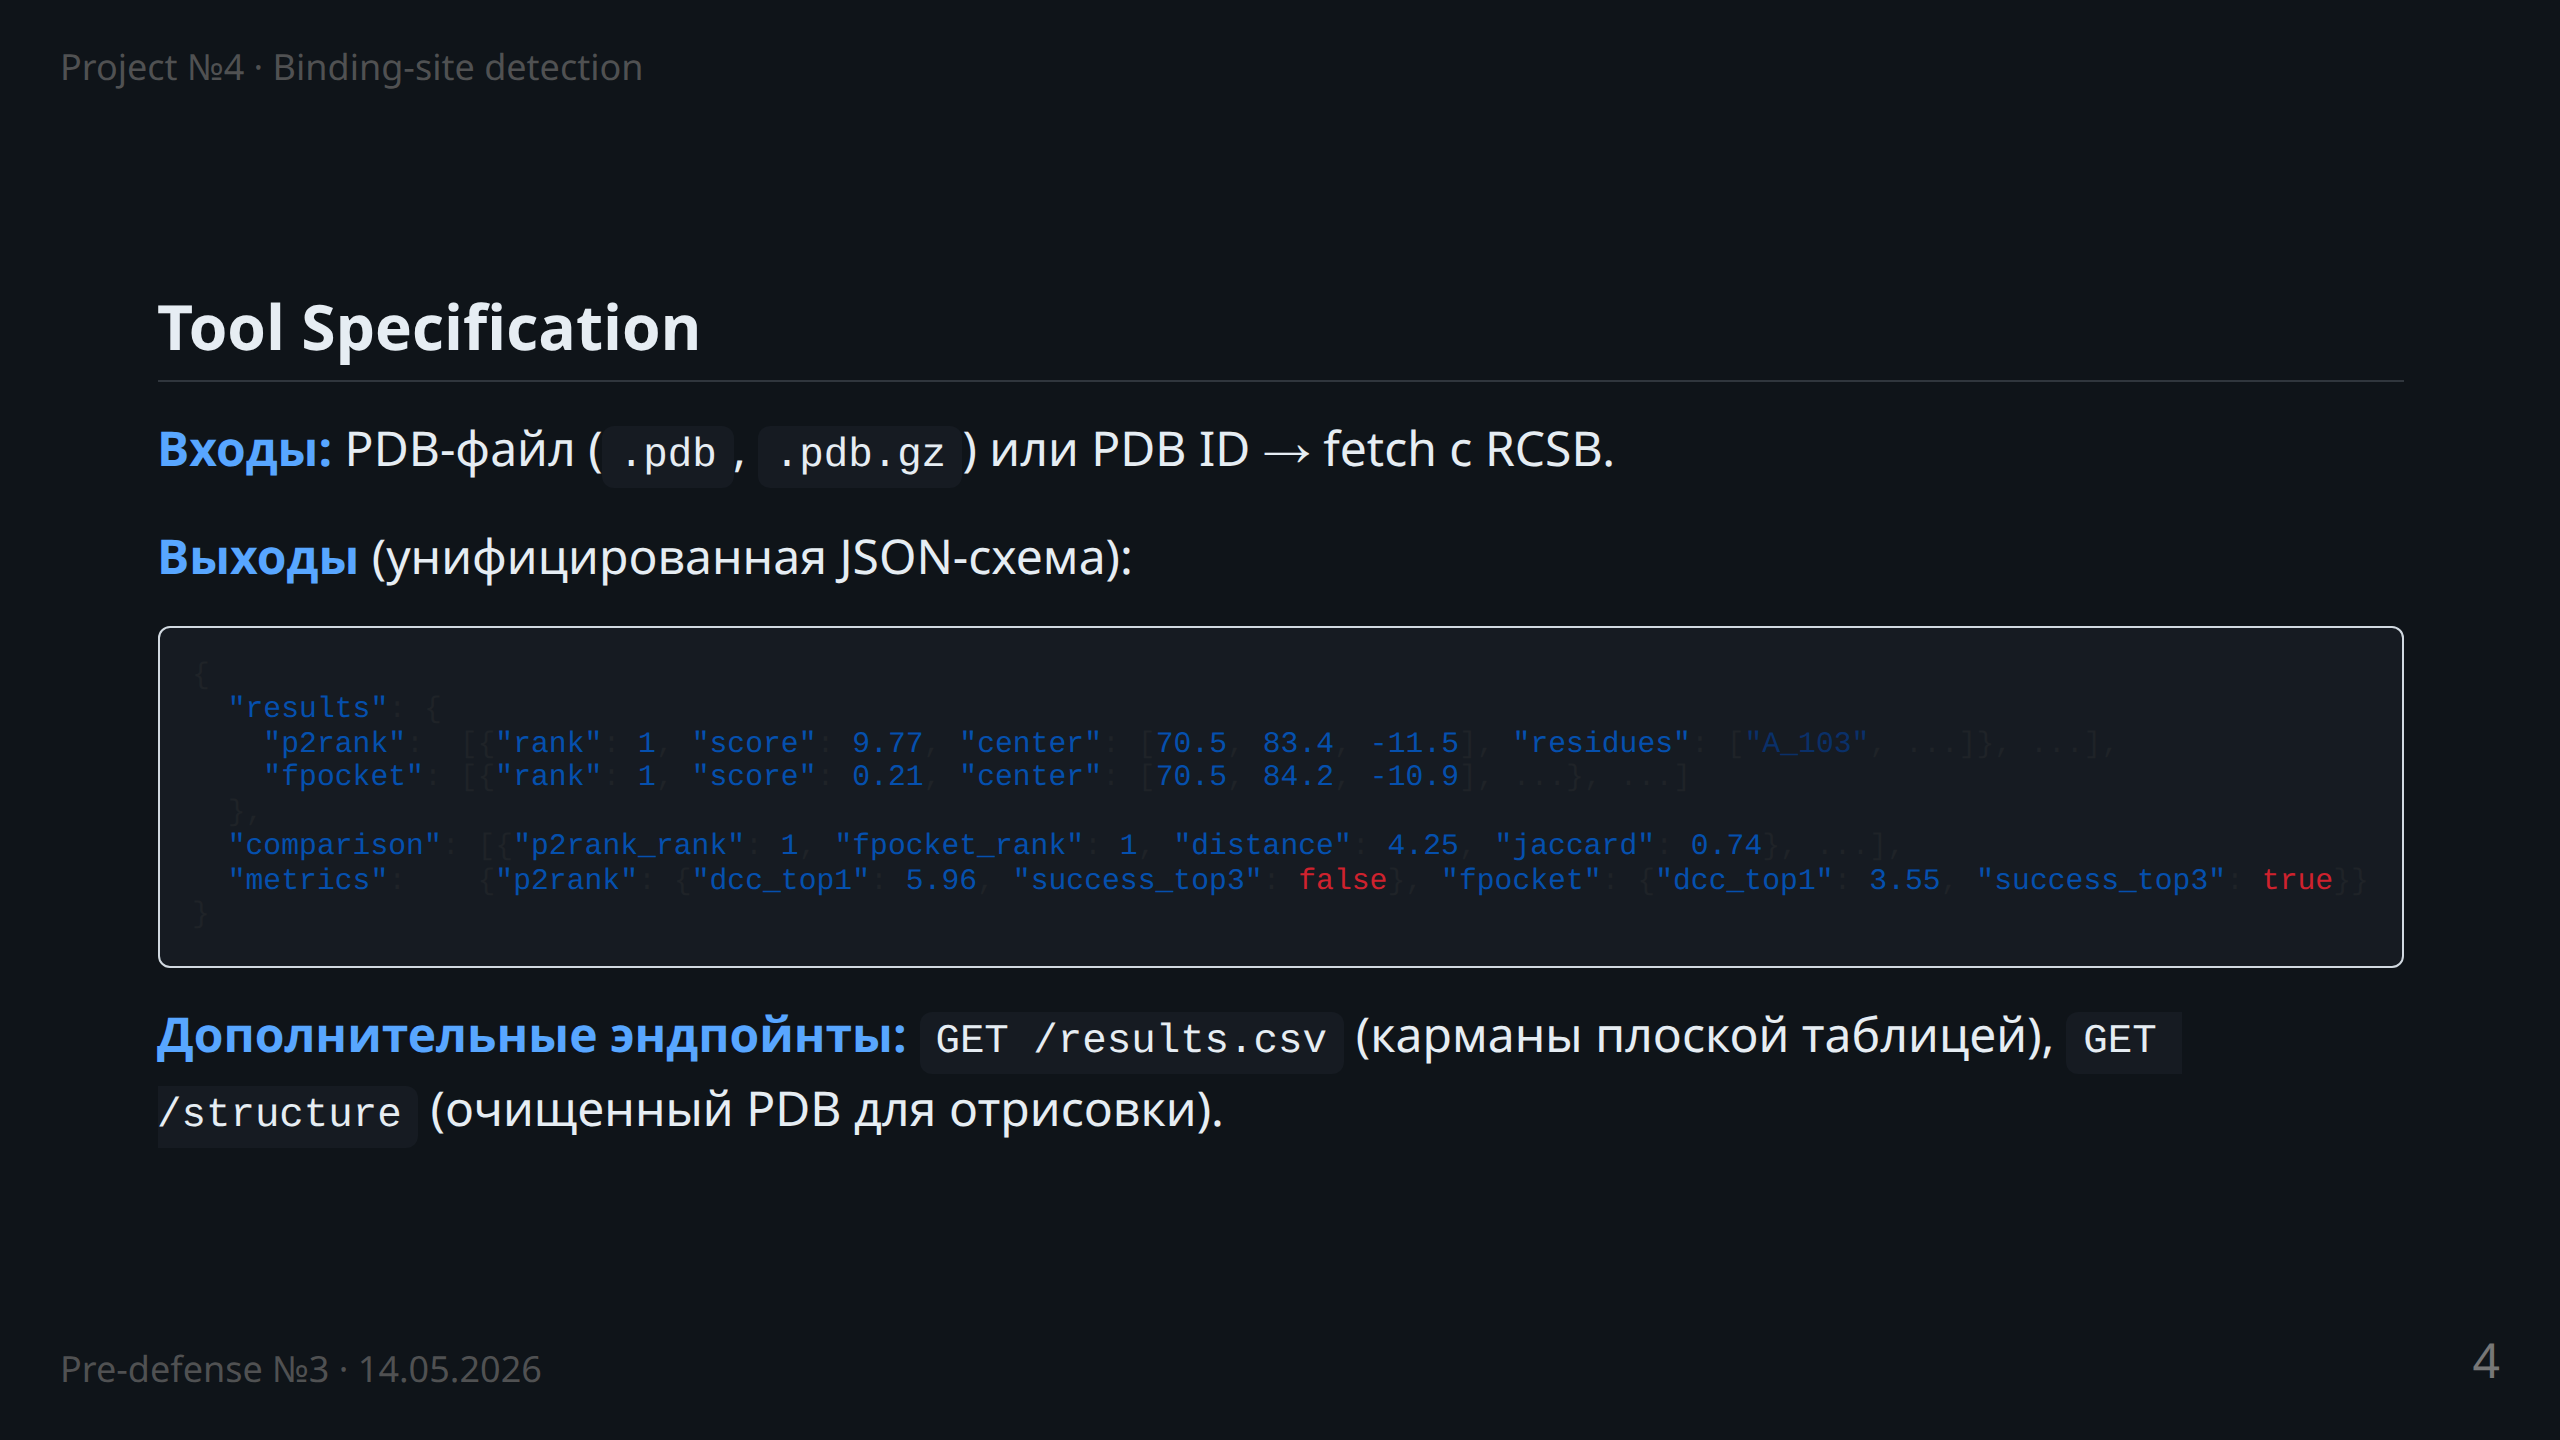 Project №4 · Binding-site detection
Tool Specification
Входы: PDB-файл ( .pdb , .pdb.gz ) или PDB ID → fetch с RCSB.
Выходы (унифицированная JSON-схема):
{
  "results": {
    "p2rank":  [{"rank": 1, "score": 9.77, "center": [70.5, 83.4, -11.5], "residues": ["A_103", ...]}, ...],
    "fpocket": [{"rank": 1, "score": 0.21, "center": [70.5, 84.2, -10.9], ...}, ...]
  },
  "comparison": [{"p2rank_rank": 1, "fpocket_rank": 1, "distance": 4.25, "jaccard": 0.74}, ...],
  "metrics":    {"p2rank": {"dcc_top1": 5.96, "success_top3": false}, "fpocket": {"dcc_top1": 3.55, "success_top3": true}}
}
Дополнительные эндпойнты: GET /results.csv (карманы плоской таблицей), GET
/structure (очищенный PDB для отрисовки).
Pre-defense №3 · 14.05.2026
4